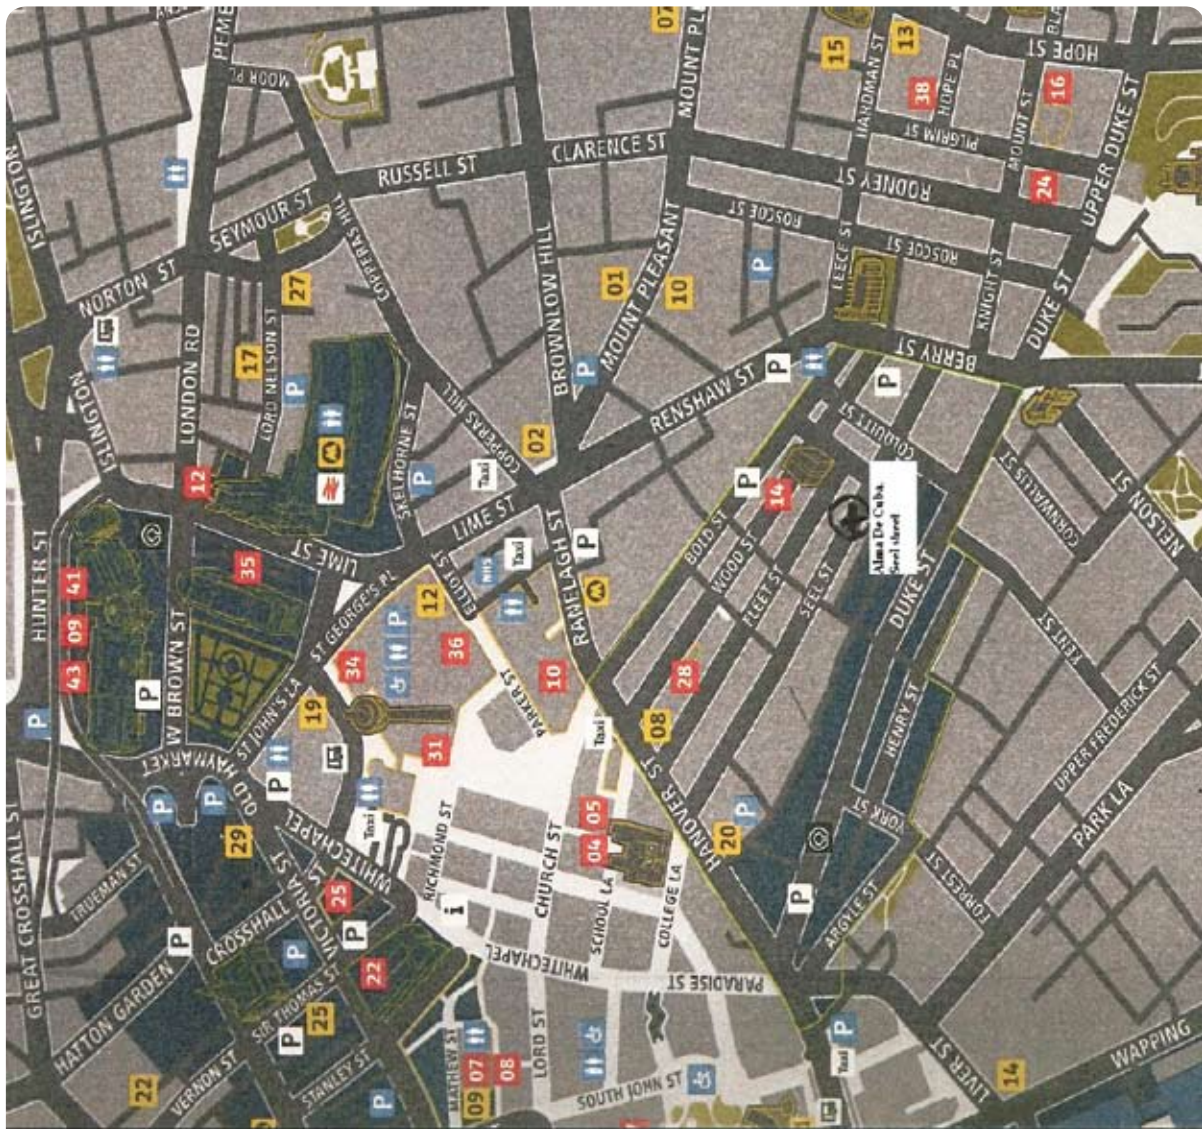 ISLINGTON
PEMB
MOOR PL
07
MOUNT PL
15
HARDMAN ST
13
38
HOPE PL
HOPE ST
16
PILGRIM ST
MOUNT ST
UPPER DUKE ST
24
RUSSELL ST
CLARENCE ST
RODNEY ST
SEYMOUR ST
COPPERAS HILL
ROSCOE ST
LEECE ST
ROSCOE ST
KNIGHT ST
DUKE ST
NORTON ST
27
COPPERAS HILL
BROWNLOW HILL
01
MOUNT PLEASANT
10
P
ISLINGTON
LONDON RD
17
LORD NELSON ST
P
P
RENSHAW ST
P
P
BERRY ST
SKELHORNE ST
COPPERAS HILL
02
COLQUITT ST
CORNWALLIS ST
NELSON ST
12
P
Taxi
P
14
HUNTER ST
41
LIME ST
LIME ST
BOLD ST
WOOD ST
Alma De Cuba.
Seel street
35
ELLIOT ST
NHS
Taxi
P
RANELAGH ST
FLEET ST
SEEL ST
DUKE ST
KENT ST
09
ST GEORGE'S PL
12
P
36
43
P
W BROWN ST
ST JOHN'S LA
34
10
PARKER ST
28
HENRY ST
UPPER FREDERICK ST
P
19
31
Taxi
08
HAYMARKET
P
P
OLD
P
Taxi
HANOVER ST
YORK ST
PARK LA
GREAT CROSSHALL ST
29
WHITECHAPEL
RICHMOND ST
CHURCH ST
05
04
20
P
TRUEMAN ST
CROSSHALL ST
VICTORIA ST
25
i
SCHOOL LA
COLLEGE LA
P
ARGYLE ST
FORREST ST
HATTON GARDEN
P
P
P
22
WHITECHAPEL
PARADISE ST
SIR THOMAS ST
25
P
22
VERNON ST
STANLEY ST
P
MATHEW ST
07
08
09
LORD ST
SOUTH JOHN ST
P
Taxi
LIVER ST
14
WAPPING